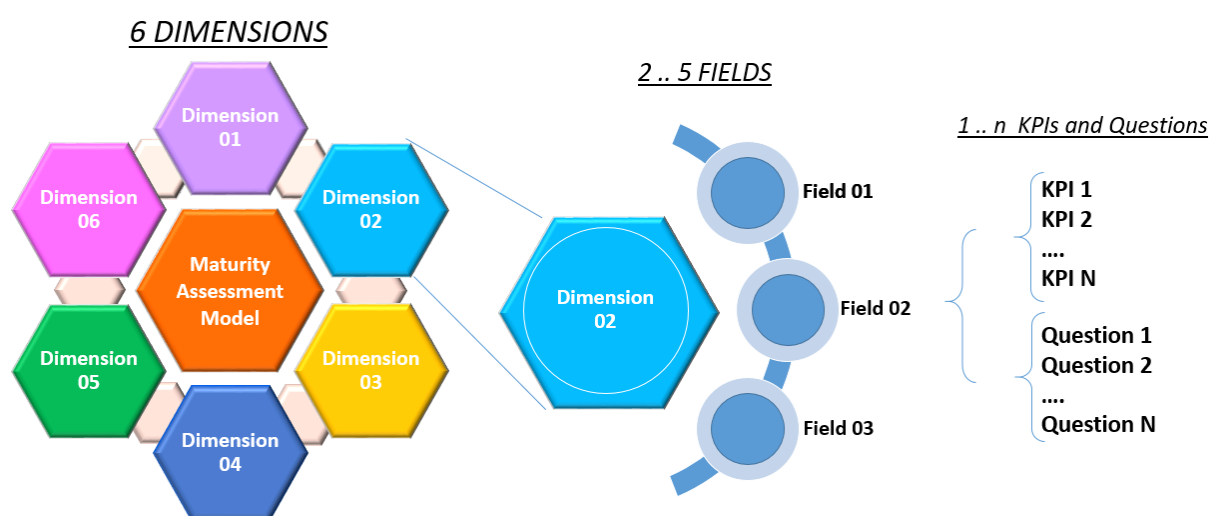 6 DIMENSIONS
Dimension
01
Dimension
02
Dimension
03
Dimension
04
Dimension
05
Dimension
06
Maturity
Assessment
Model
2 .. 5 FIELDS
Dimension
02
Field 01
Field 02
Field 03
1 .. n KPIs and Questions
KPI 1
KPI 2
....
KPI N
Question 1
Question 2
....
Question N